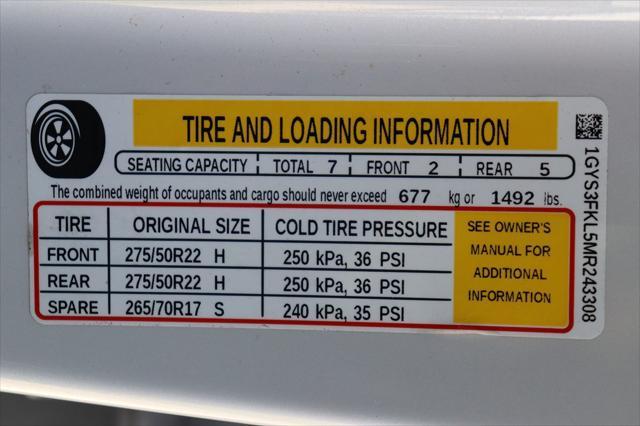 TIRE AND LOADING INFORMATION
SEATING CAPACITY TOTAL 7 FRONT 2 REAR 5
The combined weight of occupants and cargo should never exceed 677 kg or 1492 lbs.
TIRE ORIGINAL SIZE COLD TIRE PRESSURE
FRONT 275/50R22 H 250 kPa, 36 PSI
REAR 275/50R22 H 250 kPa, 36 PSI
SPARE 265/70R17 S 240 kPa, 35 PSI
SEE OWNER'S
MANUAL FOR
ADDITIONAL
INFORMATION
1GYS3FKL5MR243308